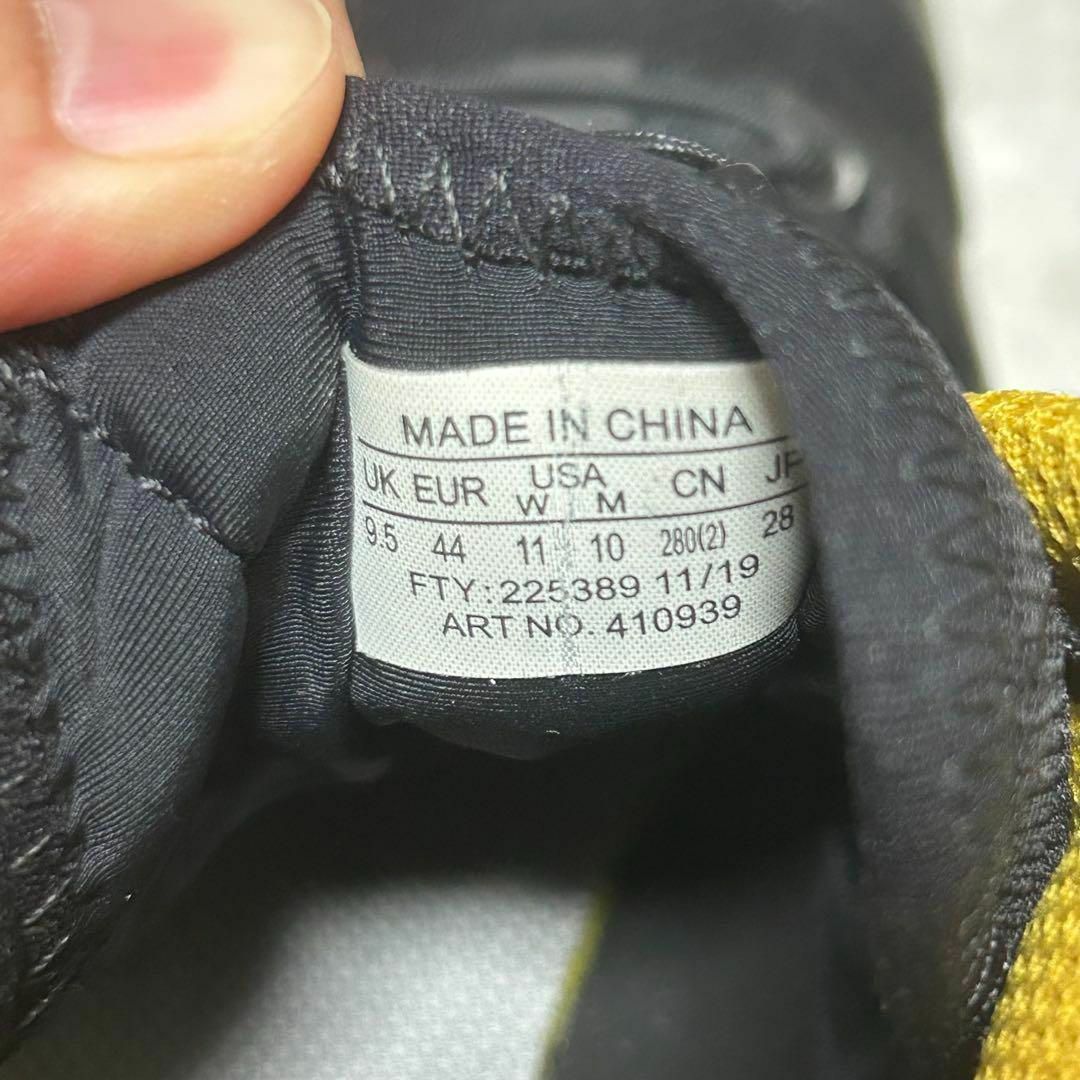 MADE IN CHINA
UK EUR USA CN JP
W M
9.5 44 11 10 280(2) 28
FTY: 225389 11/19
ART NO. 410939